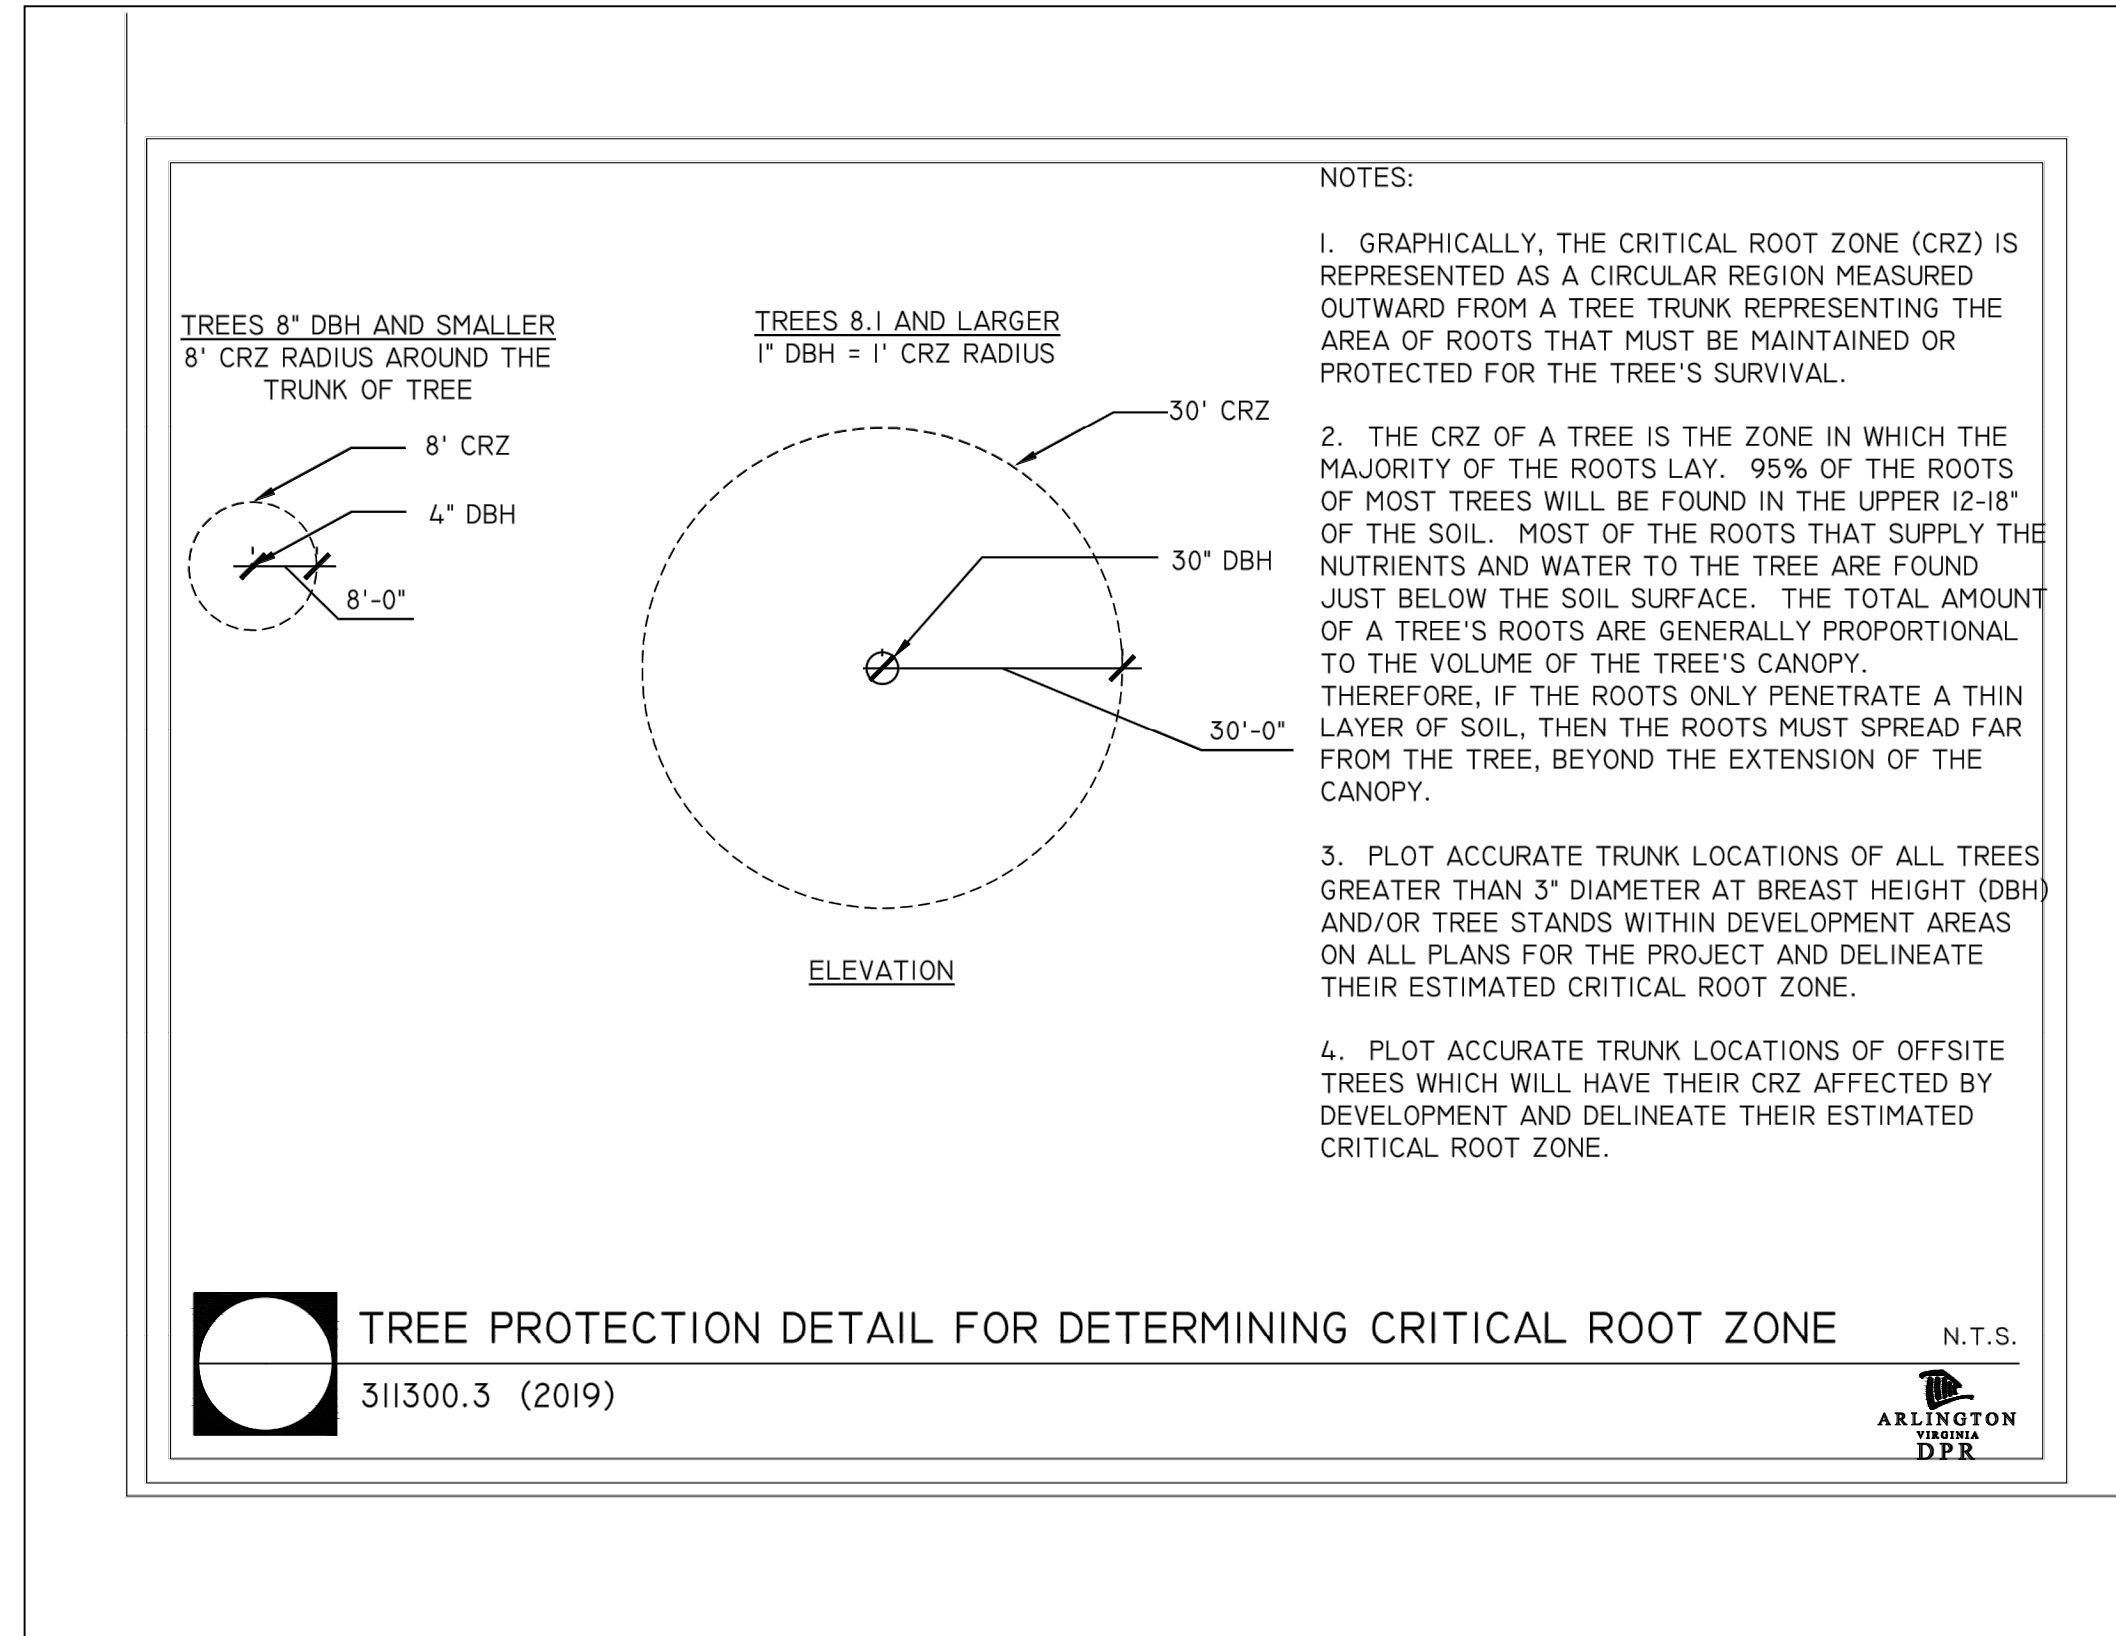 TREES 8" DBH AND SMALLER
8' CRZ RADIUS AROUND THE
TRUNK OF TREE
8' CRZ
4" DBH
8'-0"
TREES 8.1 AND LARGER
1" DBH = 1' CRZ RADIUS
30' CRZ
30" DBH
30'-0"
ELEVATION
NOTES:
1. GRAPHICALLY, THE CRITICAL ROOT ZONE (CRZ) IS
REPRESENTED AS A CIRCULAR REGION MEASURED
OUTWARD FROM A TREE TRUNK REPRESENTING THE
AREA OF ROOTS THAT MUST BE MAINTAINED OR
PROTECTED FOR THE TREE'S SURVIVAL.
2. THE CRZ OF A TREE IS THE ZONE IN WHICH THE
MAJORITY OF THE ROOTS LAY. 95% OF THE ROOTS
OF MOST TREES WILL BE FOUND IN THE UPPER 12-18"
OF THE SOIL. MOST OF THE ROOTS THAT SUPPLY THE
NUTRIENTS AND WATER TO THE TREE ARE FOUND
JUST BELOW THE SOIL SURFACE. THE TOTAL AMOUNT
OF A TREE'S ROOTS ARE GENERALLY PROPORTIONAL
TO THE VOLUME OF THE TREE'S CANOPY.
THEREFORE, IF THE ROOTS ONLY PENETRATE A THIN
LAYER OF SOIL, THEN THE ROOTS MUST SPREAD FAR
FROM THE TREE, BEYOND THE EXTENSION OF THE
CANOPY.
3. PLOT ACCURATE TRUNK LOCATIONS OF ALL TREES
GREATER THAN 3" DIAMETER AT BREAST HEIGHT (DBH)
AND/OR TREE STANDS WITHIN DEVELOPMENT AREAS
ON ALL PLANS FOR THE PROJECT AND DELINEATE
THEIR ESTIMATED CRITICAL ROOT ZONE.
4. PLOT ACCURATE TRUNK LOCATIONS OF OFFSITE
TREES WHICH WILL HAVE THEIR CRZ AFFECTED BY
DEVELOPMENT AND DELINEATE THEIR ESTIMATED
CRITICAL ROOT ZONE.
TREE PROTECTION DETAIL FOR DETERMINING CRITICAL ROOT ZONE
N.T.S.
311300.3 (2019)
ARLINGTON
VIRGINIA
DPR